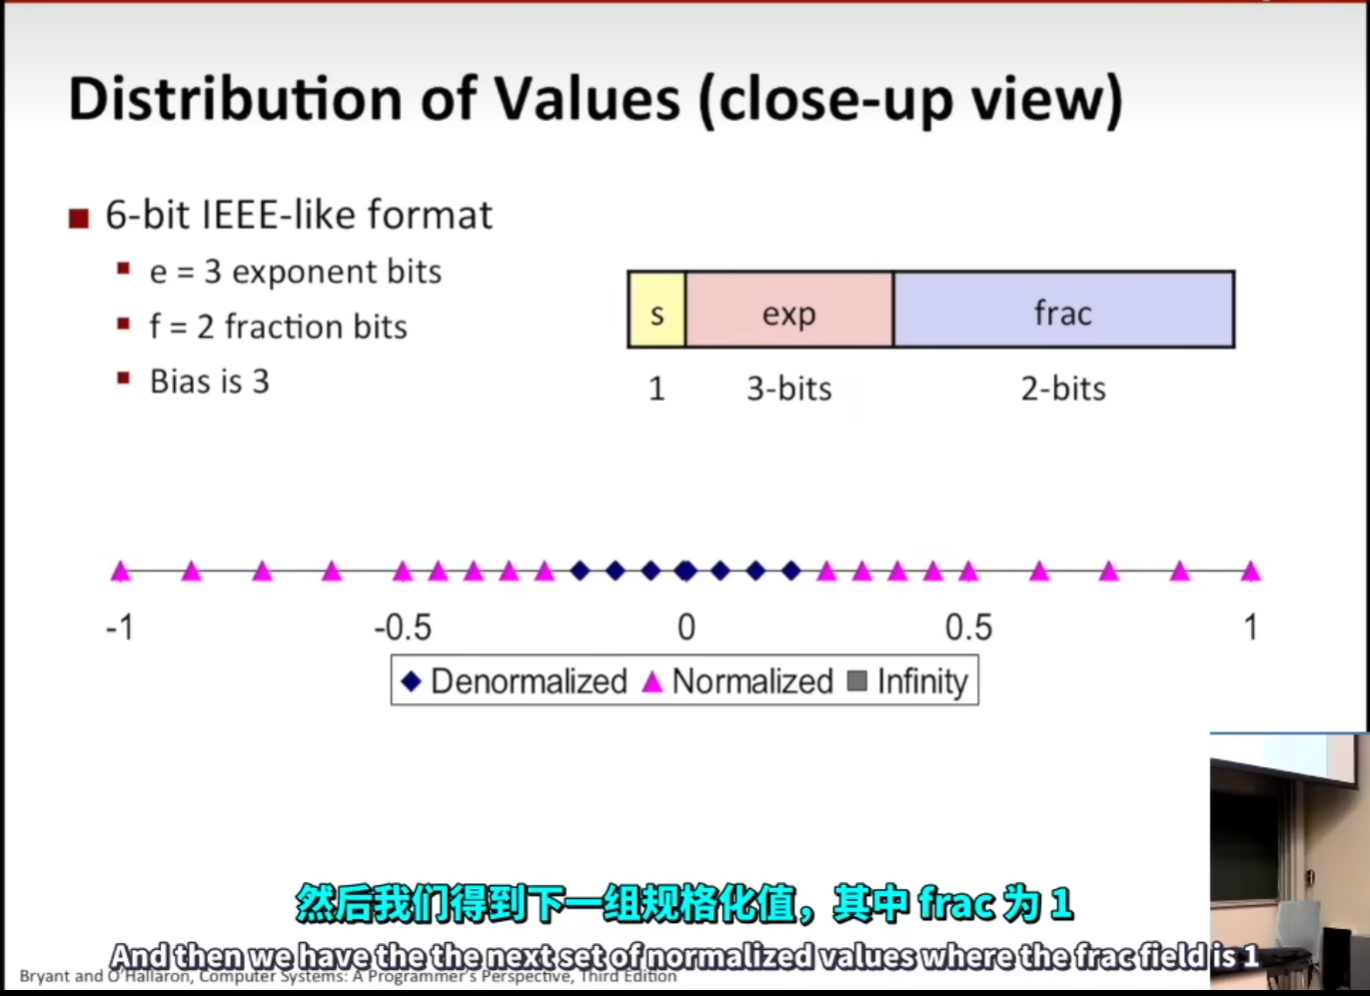 Distribution of Values (close-up view)
6-bit IEEE-like format
e = 3 exponent bits
f = 2 fraction bits
Bias is 3
s exp frac
1 3-bits 2-bits
-1 -0.5 0 0.5 1
Denormalized Normalized Infinity
然后我们得到下一组规格化值，其中 frac 为 1
And then we have the the next set of normalized values where the frac field is 1
Bryant and O'Hallaron, Computer Systems: A Programmer's Perspective, Third Edition